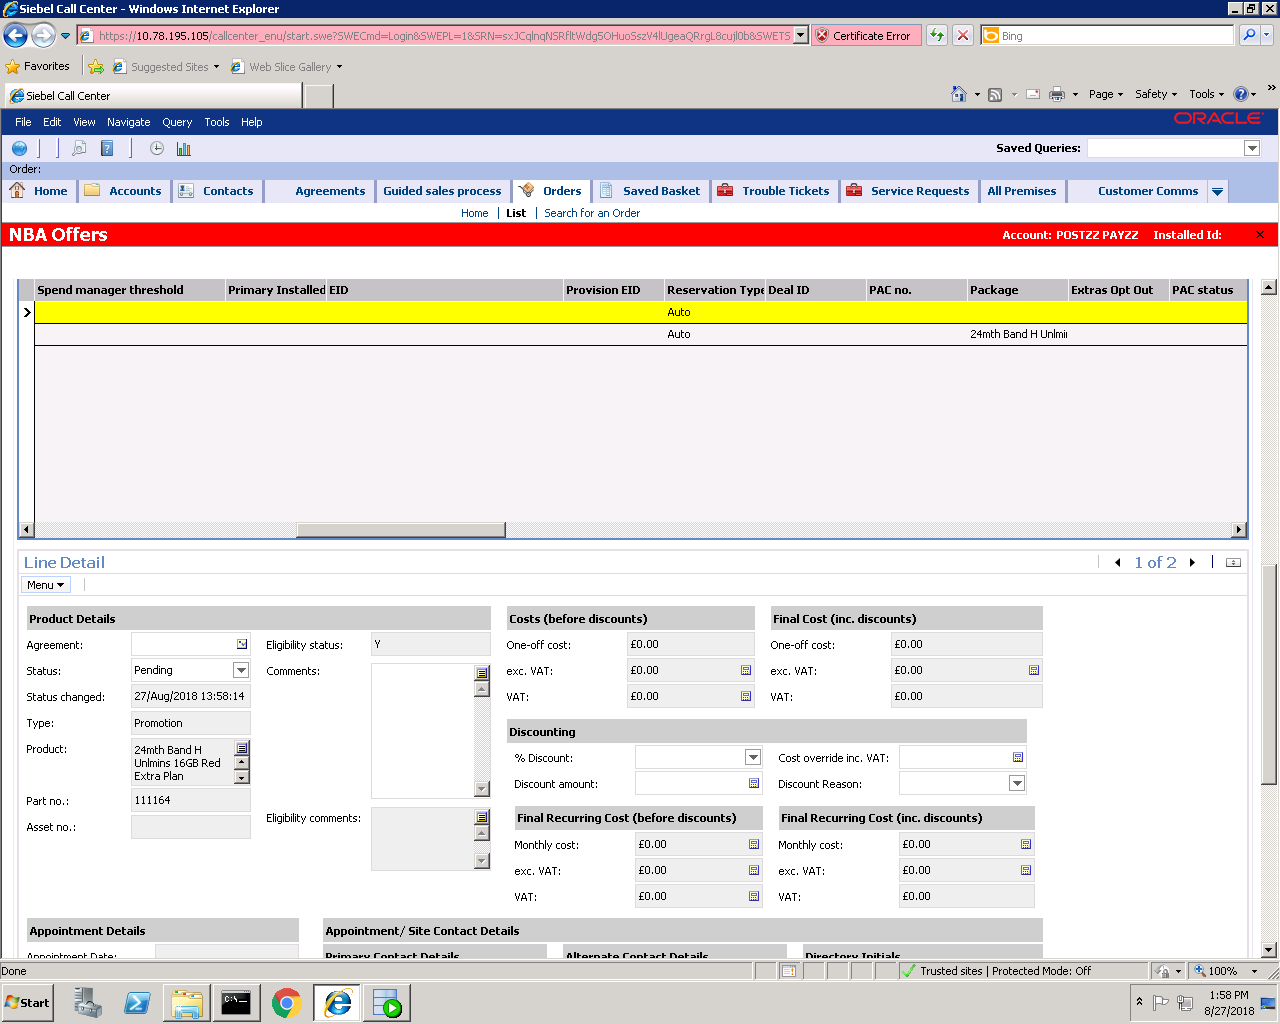 Siebel Call Center - Windows Internet Explorer
https://10.78.195.105/callcenter_enu/start.swe?SWECmd=Login&SWEPL=1&SRN=
Certificate Error
Bing
Favorites
Suggested Sites
Web Slice Gallery
Siebel Call Center
Page
Safety
Tools
File Edit View Navigate Query Tools Help
ORACLE
Saved Queries:
Order:
Home
Accounts
Contacts
Agreements
Guided sales process
Orders
Saved Basket
Trouble Tickets
Service Requests
All Premises
Customer Comms
Home | List | Search for an Order
NBA Offers
Account: POSTZZ PAYZZ Installed Id:
Spend manager threshold Primary Installed EID Provision EID Reservation Type Deal ID PAC no. Package Extras Opt Out PAC status
Auto
Auto 24mth Band H Unlmin
Line Detail
1 of 2
Menu
Product Details
Agreement:
Status: Pending
Status changed: 27/Aug/2018 13:58:14
Type: Promotion
Product: 24mth Band H
Unlmins 16GB Red
Extra Plan
Part no.: 111164
Asset no.:
Eligibility status: Y
Comments:
Eligibility comments:
Costs (before discounts)
One-off cost: £0.00
exc. VAT: £0.00
VAT: £0.00
Final Cost (inc. discounts)
One-off cost: £0.00
exc. VAT: £0.00
VAT: £0.00
Discounting
% Discount:
Cost override inc. VAT:
Discount amount:
Discount Reason:
Final Recurring Cost (before discounts)
Monthly cost: £0.00
exc. VAT: £0.00
VAT: £0.00
Final Recurring Cost (inc. discounts)
Monthly cost: £0.00
exc. VAT: £0.00
VAT: £0.00
Appointment Details
Appointment Date:
Appointment/ Site Contact Details
Primary Contact Details
Alternate Contact Details
Directory Initials
Done
Trusted sites | Protected Mode: Off
100%
Start
1:58 PM
8/27/2018